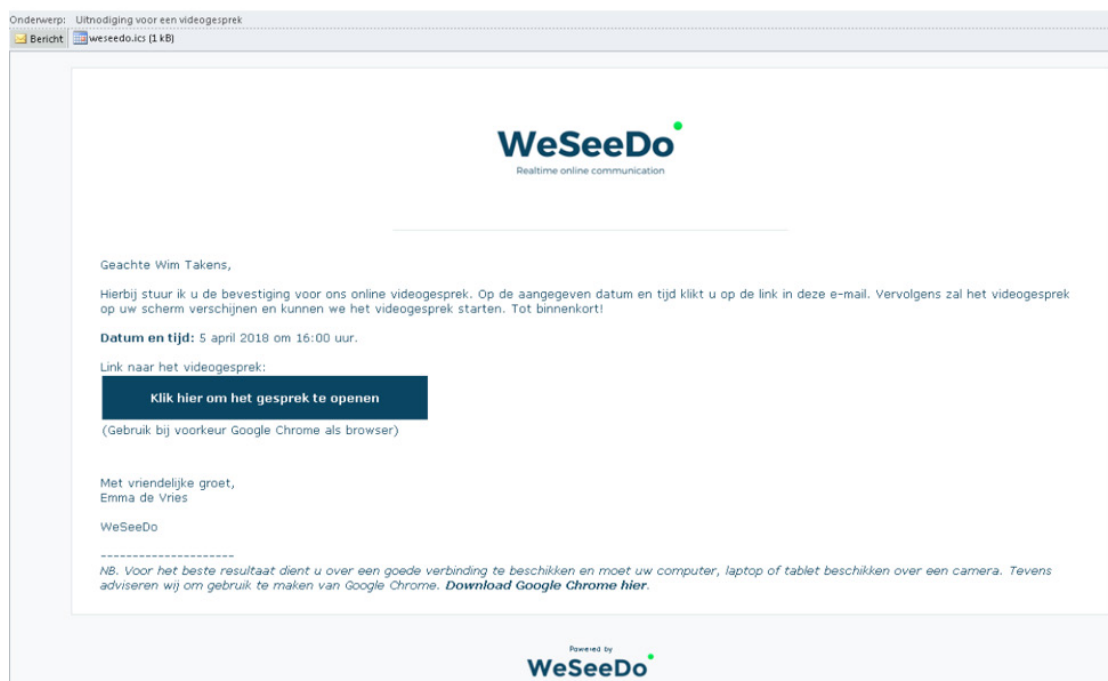 Onderwerp: Uitnodiging voor een videogesprek
Bericht weseedo.ics (1 kB)
WeSeeDo
Realtime online communication
Geachte Wim Takens,
Hierbij stuur ik u de bevestiging voor ons online videogesprek. Op de aangegeven datum en tijd klikt u op de link in deze e-mail. Vervolgens zal het videogesprek
op uw scherm verschijnen en kunnen we het videogesprek starten. Tot binnenkort!
Datum en tijd: 5 april 2018 om 16:00 uur.
Link naar het videogesprek:
Klik hier om het gesprek te openen
(Gebruik bij voorkeur Google Chrome als browser)
Met vriendelijke groet,
Emma de Vries
WeSeeDo
---------------------
NB. Voor het beste resultaat dient u over een goede verbinding te beschikken en moet uw computer, laptop of tablet beschikken over een camera. Tevens
adviseren wij om gebruik te maken van Google Chrome. Download Google Chrome hier.
Powered by
WeSeeDo